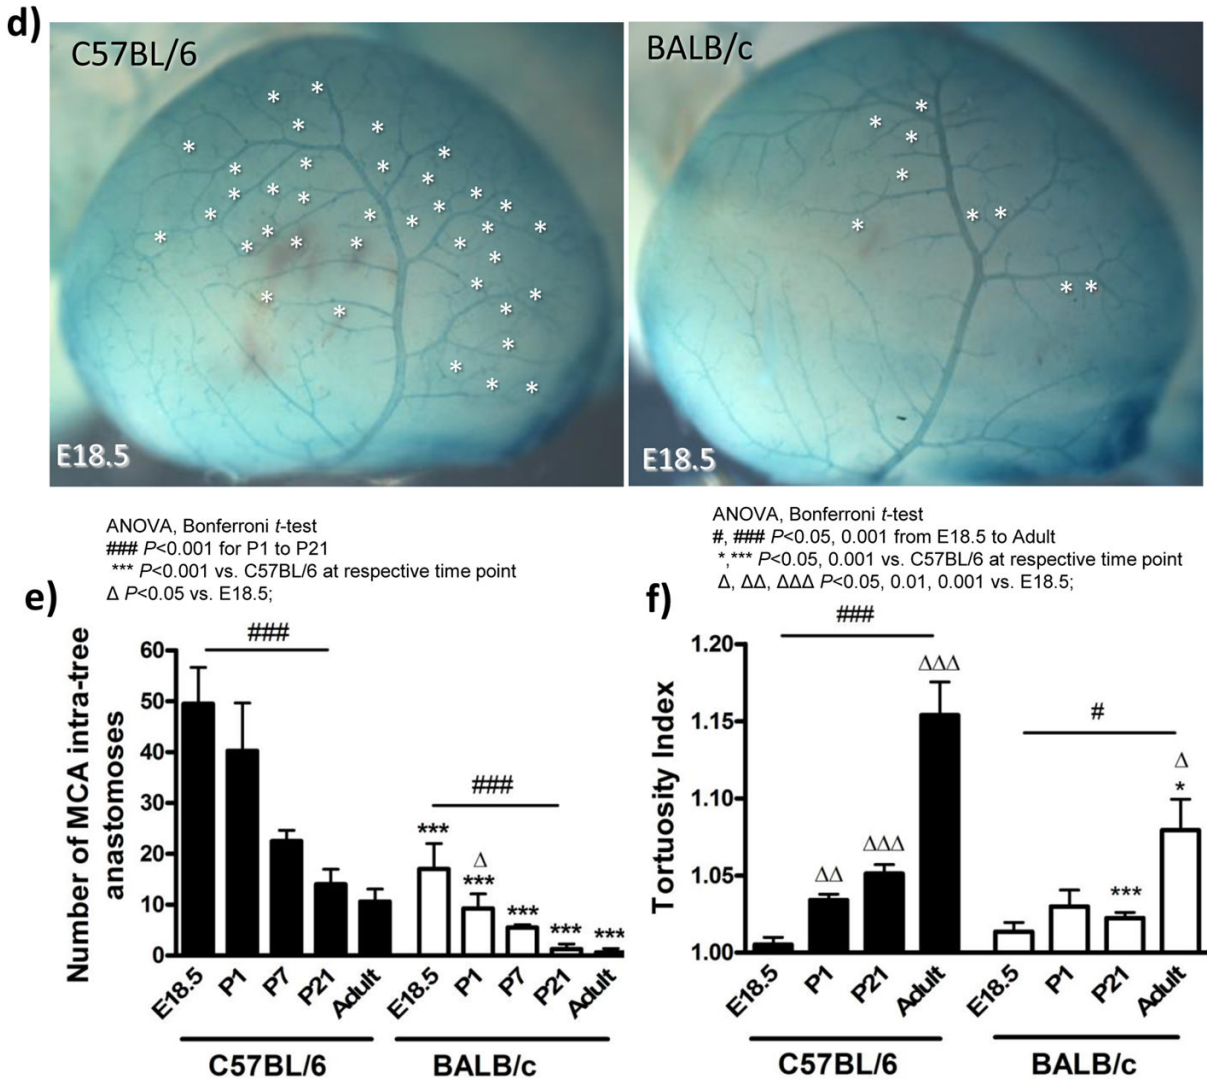 d)
C57BL/6
BALB/c
E18.5
E18.5
ANOVA, Bonferroni t-test
### P<0.001 for P1 to P21
*** P<0.001 vs. C57BL/6 at respective time point
Δ P<0.05 vs. E18.5;
ANOVA, Bonferroni t-test
#, ### P<0.05, 0.001 from E18.5 to Adult
*,*** P<0.05, 0.001 vs. C57BL/6 at respective time point
Δ, ΔΔ, ΔΔΔ P<0.05, 0.01, 0.001 vs. E18.5;
e)
Number of MCA intra-tree
anastomoses
60
50
40
30
20
10
0
###
###
***
Δ
***
***
***
***
E18.5
P1
P7
P21
Adult
E18.5
P1
P7
P21
Adult
C57BL/6
BALB/c
f)
Tortuosity Index
1.20
1.15
1.10
1.05
1.00
###
ΔΔ
ΔΔΔ
ΔΔΔ
#
***
Δ
*
E18.5
P1
P21
Adult
E18.5
P1
P21
Adult
C57BL/6
BALB/c